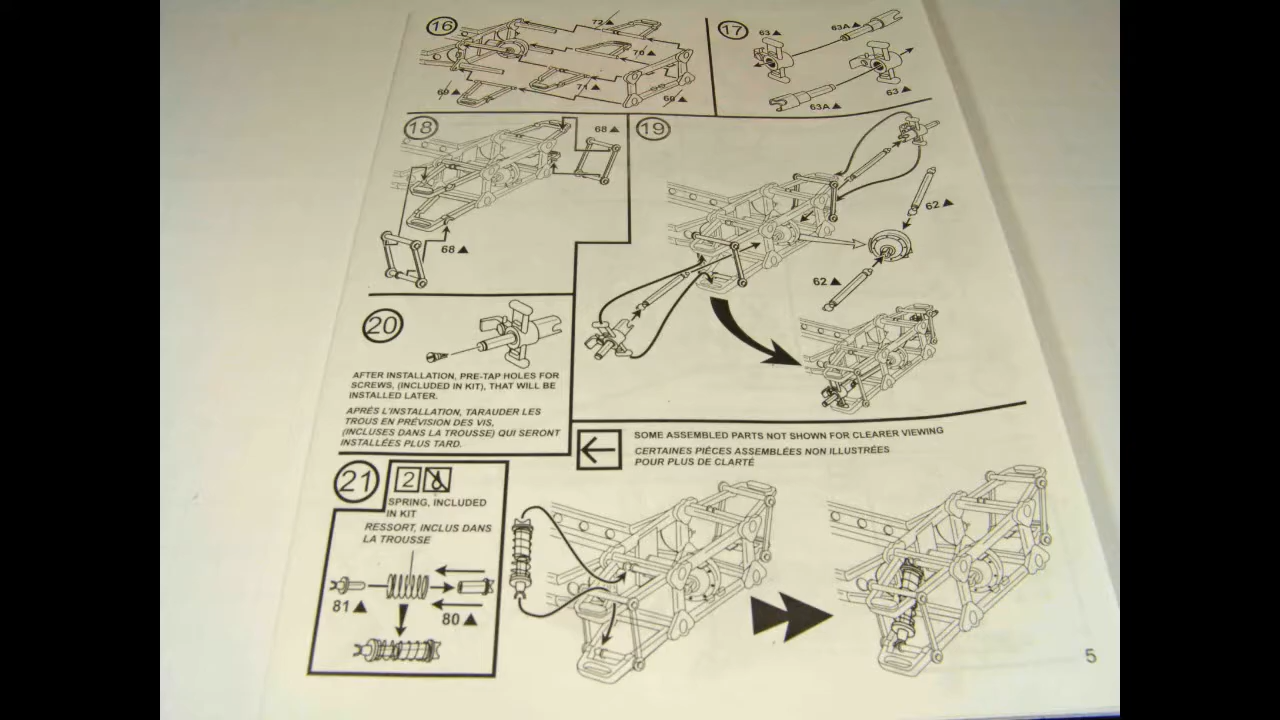 16
72▲
70▲
71▲
69▲
66▲
17
63▲
63A▲
63▲
63A▲
18
68▲
68▲
19
62▲
62▲
20
AFTER INSTALLATION, PRE-TAP HOLES FOR
SCREWS, (INCLUDED IN KIT), THAT WILL BE
INSTALLED LATER.
APRÉS L'INSTALLATION, TARAUDER LES
TROUS EN PRÉVISION DES VIS,
(INCLUSES DANS LA TROUSSE) QUI SERONT
INSTALLÉES PLUS TARD.
SOME ASSEMBLED PARTS NOT SHOWN FOR CLEARER VIEWING
CERTAINES PIÉCES ASSEMBLÉES NON ILLUSTRÉES
POUR PLUS DE CLARTÉ
21
2
SPRING, INCLUDED
IN KIT
RESSORT, INCLUS DANS
LA TROUSSE
81▲
80▲
5